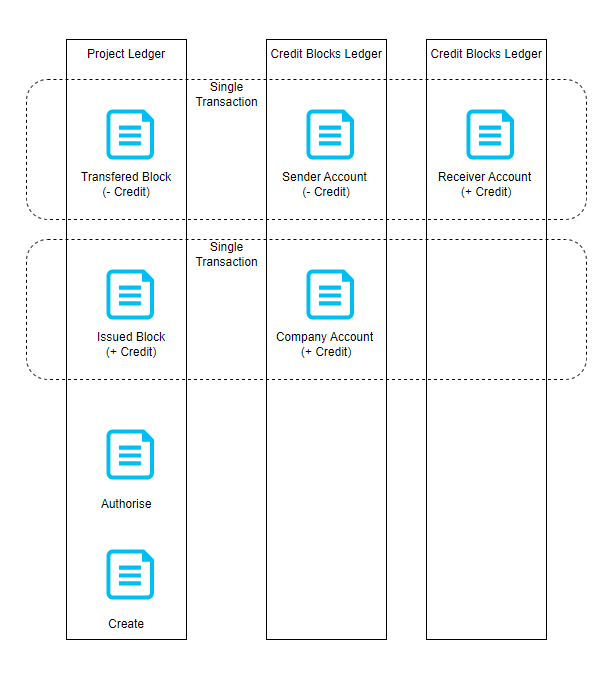 Project Ledger
Credit Blocks Ledger
Credit Blocks Ledger
Single
Transaction
Transfered Block
(- Credit)
Sender Account
(- Credit)
Receiver Account
(+ Credit)
Single
Transaction
Issued Block
(+ Credit)
Company Account
(+ Credit)
Authorise
Create